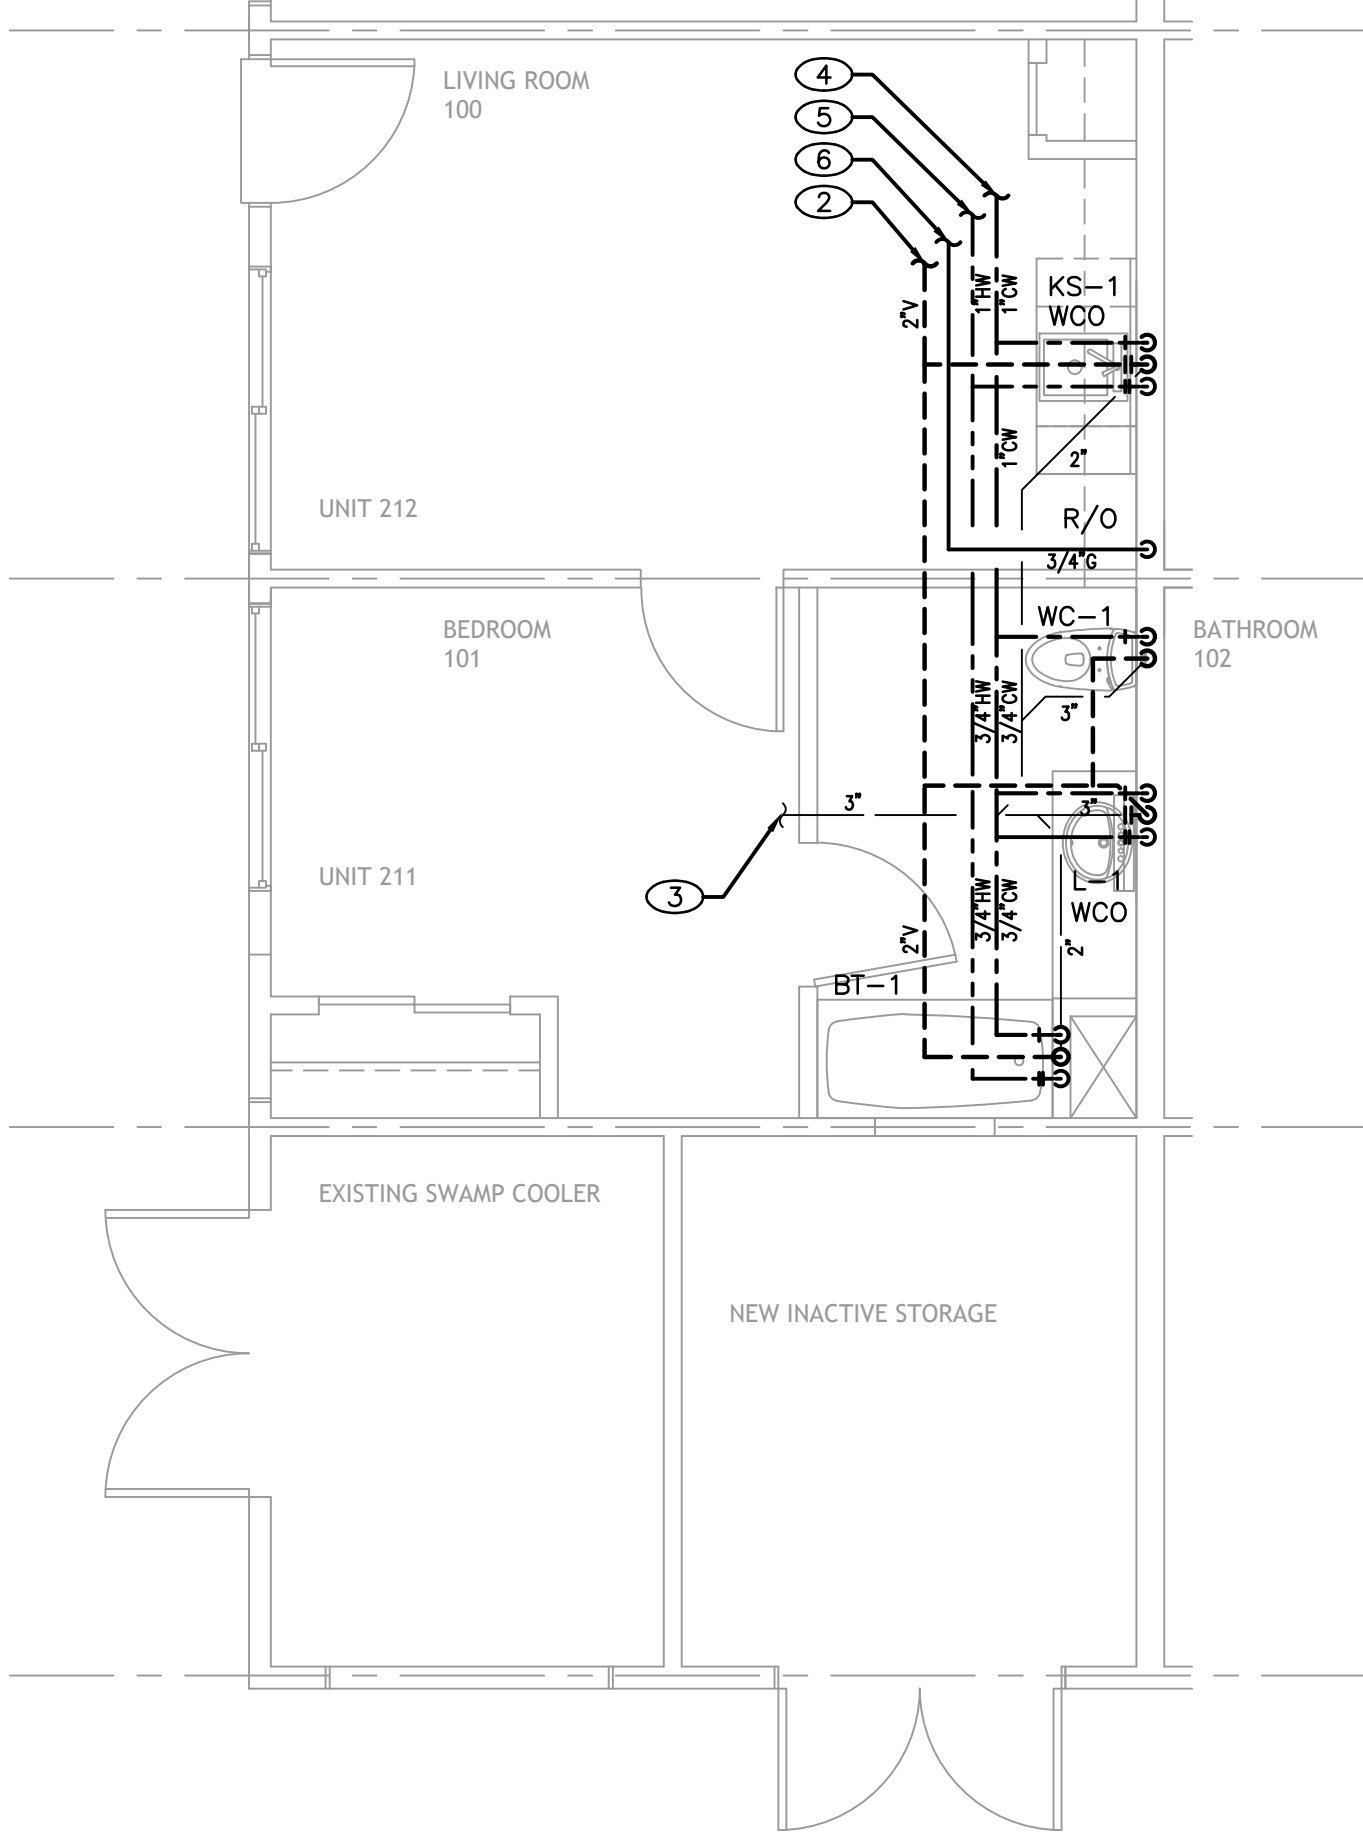 LIVING ROOM
100
4
5
6
2
1"HW
1"CW
KS-1
WCO
2"V
1"CW
2"
UNIT 212
R/O
3/4"G
BEDROOM
101
WC-1
BATHROOM
102
3/4"HW
3/4"CW
3"
3"
3"
UNIT 211
3
L-1
WCO
3/4"HW
3/4"CW
2"V
2"
BT-1
EXISTING SWAMP COOLER
NEW INACTIVE STORAGE